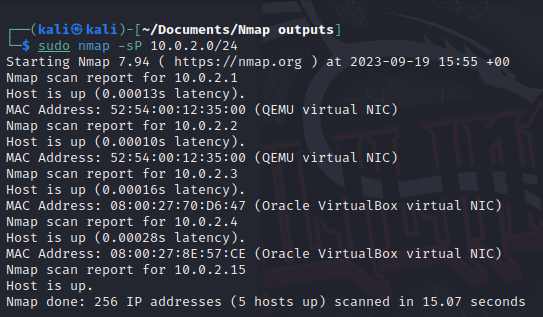 ┌──(kali㉿kali)-[~/Documents/Nmap outputs]
└─$ sudo nmap -sP 10.0.2.0/24
Starting Nmap 7.94 ( https://nmap.org ) at 2023-09-19 15:55 +00
Nmap scan report for 10.0.2.1
Host is up (0.00013s latency).
MAC Address: 52:54:00:12:35:00 (QEMU virtual NIC)
Nmap scan report for 10.0.2.2
Host is up (0.00010s latency).
MAC Address: 52:54:00:12:35:00 (QEMU virtual NIC)
Nmap scan report for 10.0.2.3
Host is up (0.00016s latency).
MAC Address: 08:00:27:70:D6:47 (Oracle VirtualBox virtual NIC)
Nmap scan report for 10.0.2.4
Host is up (0.00028s latency).
MAC Address: 08:00:27:8E:57:CE (Oracle VirtualBox virtual NIC)
Nmap scan report for 10.0.2.15
Host is up.
Nmap done: 256 IP addresses (5 hosts up) scanned in 15.07 seconds